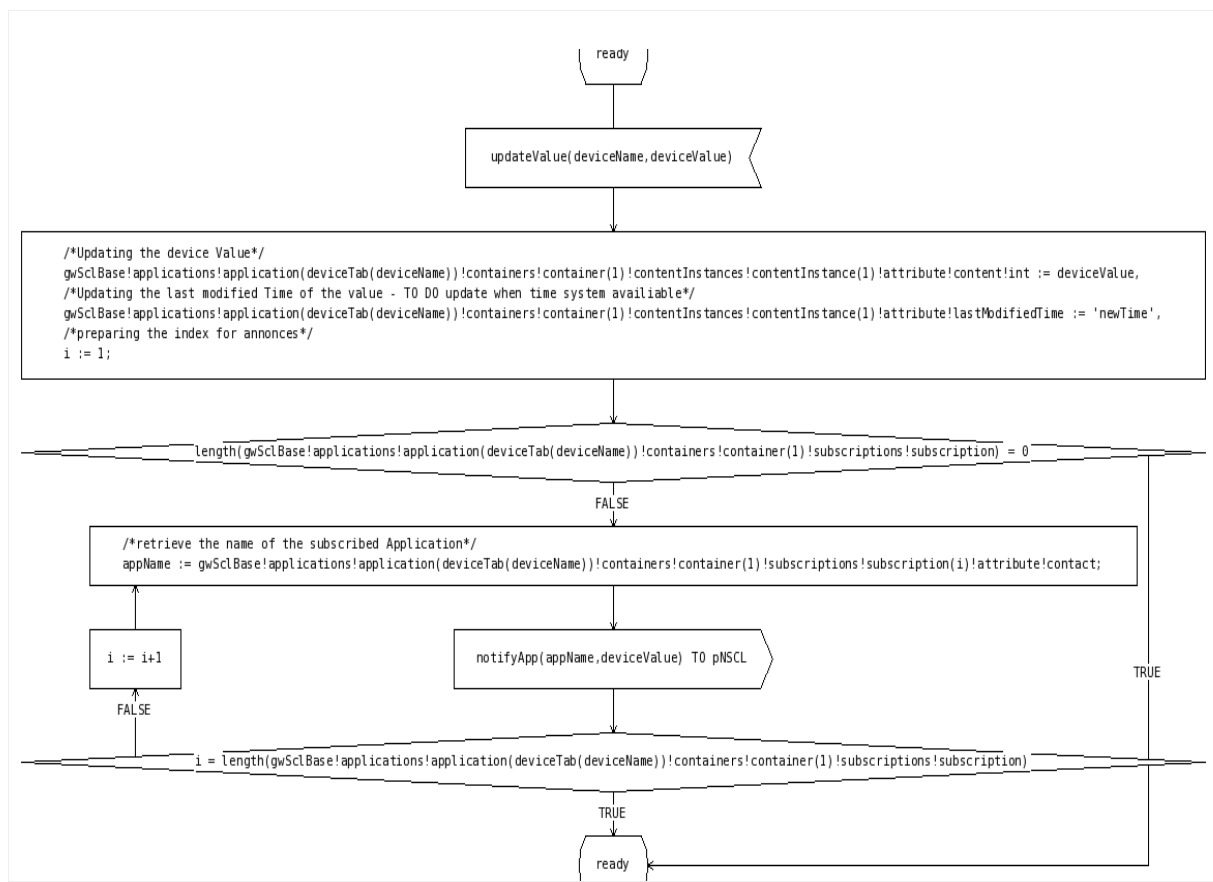 ready
updateValue(deviceName,deviceValue)
/*Updating the device Value*/
gwSclBase!applications!application(deviceTab(deviceName))!containers!container(1)!contentInstances!contentInstance(1)!attribute!content!int := deviceValue,
/*Updating the last modified Time of the value - TO DO update when time system availiable*/
gwSclBase!applications!application(deviceTab(deviceName))!containers!container(1)!contentInstances!contentInstance(1)!attribute!lastModifiedTime := 'newTime',
/*preparing the index for annonces*/
i := 1;
length(gwSclBase!applications!application(deviceTab(deviceName))!containers!container(1)!subscriptions!subscription) = 0
FALSE
/*retrieve the name of the subscribed Application*/
appName := gwSclBase!applications!application(deviceTab(deviceName))!containers!container(1)!subscriptions!subscription(i)!attribute!contact;
i := i+1
notifyApp(appName,deviceValue) TO pNSCL
TRUE
FALSE
i = length(gwSclBase!applications!application(deviceTab(deviceName))!containers!container(1)!subscriptions!subscription)
TRUE
ready